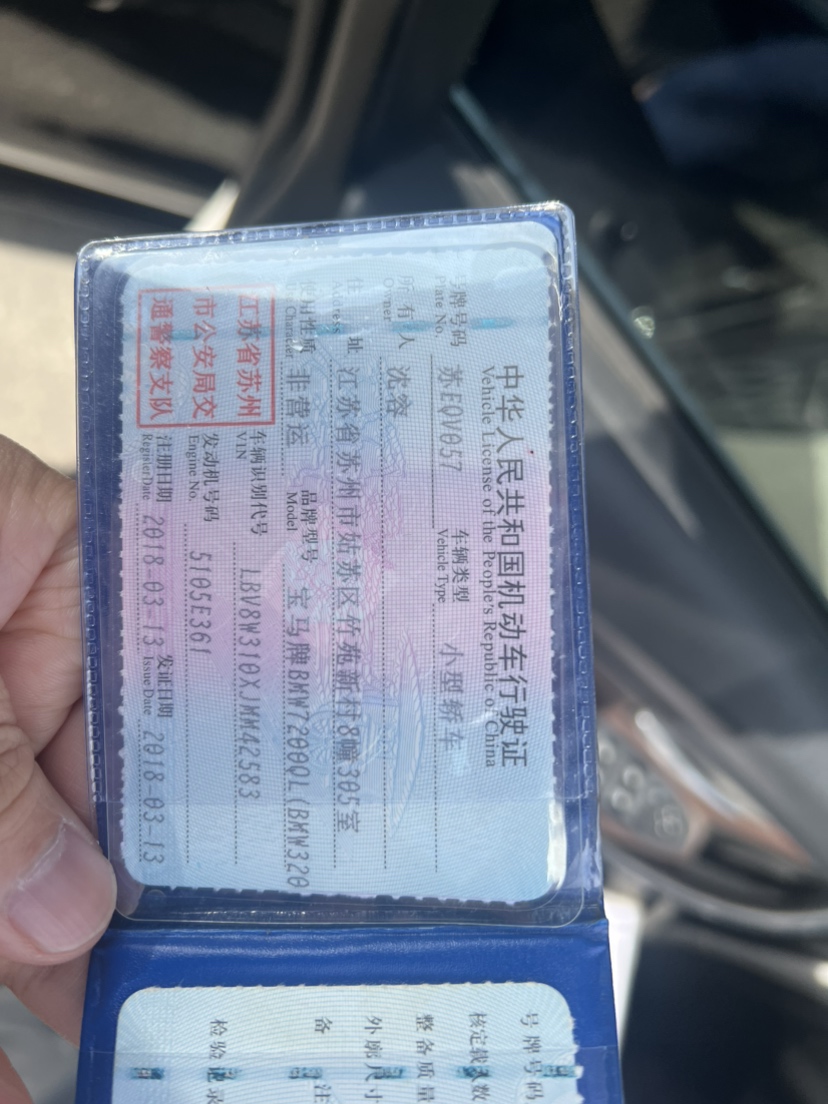 中华人民共和国机动车行驶证
Vehicle License of the People's Republic of China
号牌号码 苏EQV057 车辆类型 小型轿车
Plate No. Vehicle Type
所有人 沈容
Owner
住址 江苏省苏州市姑苏区竹苑新村8幢305室
Address
使用性质 非营运 品牌型号 宝马牌BMW7200QL(BMW320
Use Character Model
江苏省苏州
市公安局交
通警察支队
车辆识别代号 LBV8W310XJMM42583
VIN
发动机号码 5105E361
Engine No.
注册日期 2018-03-13 发证日期 2018-03-13
Register Date Issue Date
号牌号码
核定载人数
整备质量
外廓尺寸
备注
检验记录